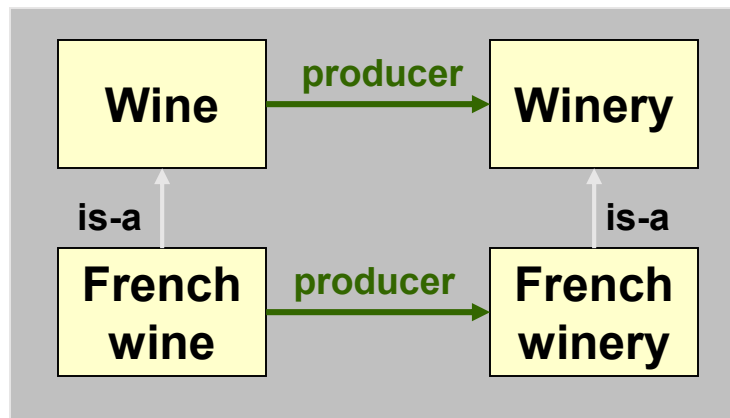 Wine
producer
Winery
is-a
is-a
French
wine
producer
French
winery